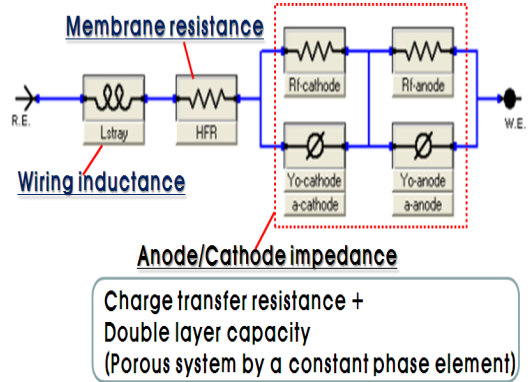 Membrane resistance
Rf-cathode
Rf-anode
R.E.
Lstray
HFR
W.E.
Yo-cathode
Yo-anode
a-cathode
a-anode
Wiring inductance
Anode/Cathode impedance
Charge transfer resistance +
Double layer capacity
(Porous system by a constant phase element)